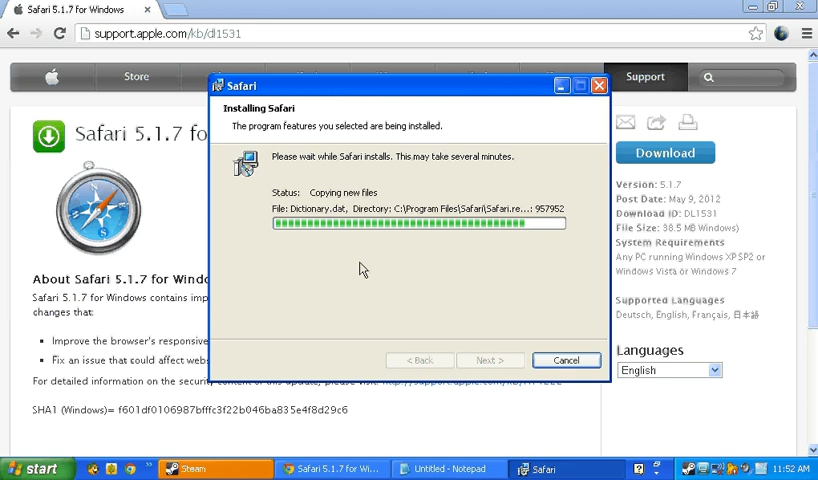 Safari 5.1.7 for Windows
support.apple.com/kb/dl1531
Store
Support
Safari
Installing Safari
The program features you selected are being installed.
Please wait while Safari installs. This may take several minutes.
Status: Copying new files
File: Dictionary.dat, Directory: C:\Program Files\Safari\Safari.re...: 957952
< Back
Next >
Cancel
Safari 5.1.7 fo
About Safari 5.1.7 for Windo
Safari 5.1.7 for Windows contains imp
changes that:
Improve the browser's responsive
Fix an issue that could affect webs
For detailed information on the security content of this update, please visit:
SHA1 (Windows)= f601df0106987bfffc3f22b046ba835e4f8d29c6
Download
Version: 5.1.7
Post Date: May 9, 2012
Download ID: DL1531
File Size: 38.5 MB Windows)
System Requirements
Any PC running Windows XP SP2 or
Windows Vista or Windows 7
Supported Languages
Deutsch, English, Français, 日本語
Languages
English
start
Steam
Safari 5.1.7 for Win...
Untitled - Notepad
Safari
11:52 AM